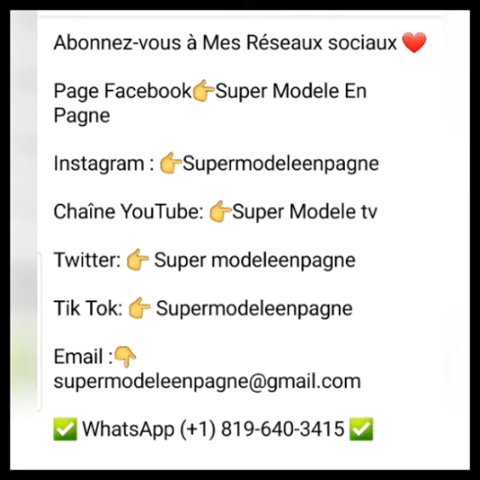 Abonnez-vous à Mes Réseaux sociaux ❤️
Page Facebook👉Super Modele En
Pagne
Instagram : 👉Supermodeleenpagne
Chaîne YouTube: 👉Super Modele tv
Twitter: 👉 Super modeleenpagne
Tik Tok: 👉 Supermodeleenpagne
Email :👇
supermodeleenpagne@gmail.com
✅ WhatsApp (+1) 819-640-3415 ✅